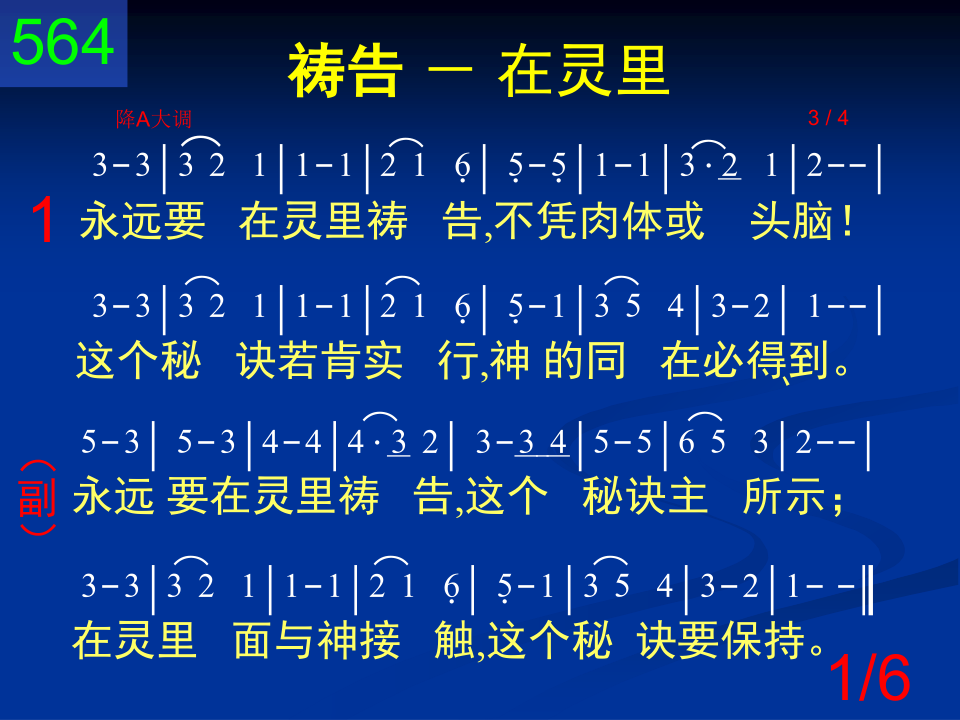 564
祷告 － 在灵里
降A大调 3 / 4
3-3|3 2 1|1-1|2 1 6̣|5̣-5̣|1-1|3·2 1|2--|
1 永远要 在灵里祷 告,不凭肉体或 头脑！
3-3|3 2 1|1-1|2 1 6̣|5̣-1|3 5 4|3-2|1--|
这个秘 诀若肯实 行,神 的同 在必得到。
5-3|5-3|4-4|4·3 2|3-3 4|5-5|6 5 3|2--|
（副） 永远 要在灵里祷 告,这个 秘诀主 所示；
3-3|3 2 1|1-1|2 1 6̣|5̣-1|3 5 4|3-2|1- -‖
在灵里 面与神接 触,这个秘 诀要保持。
1/6